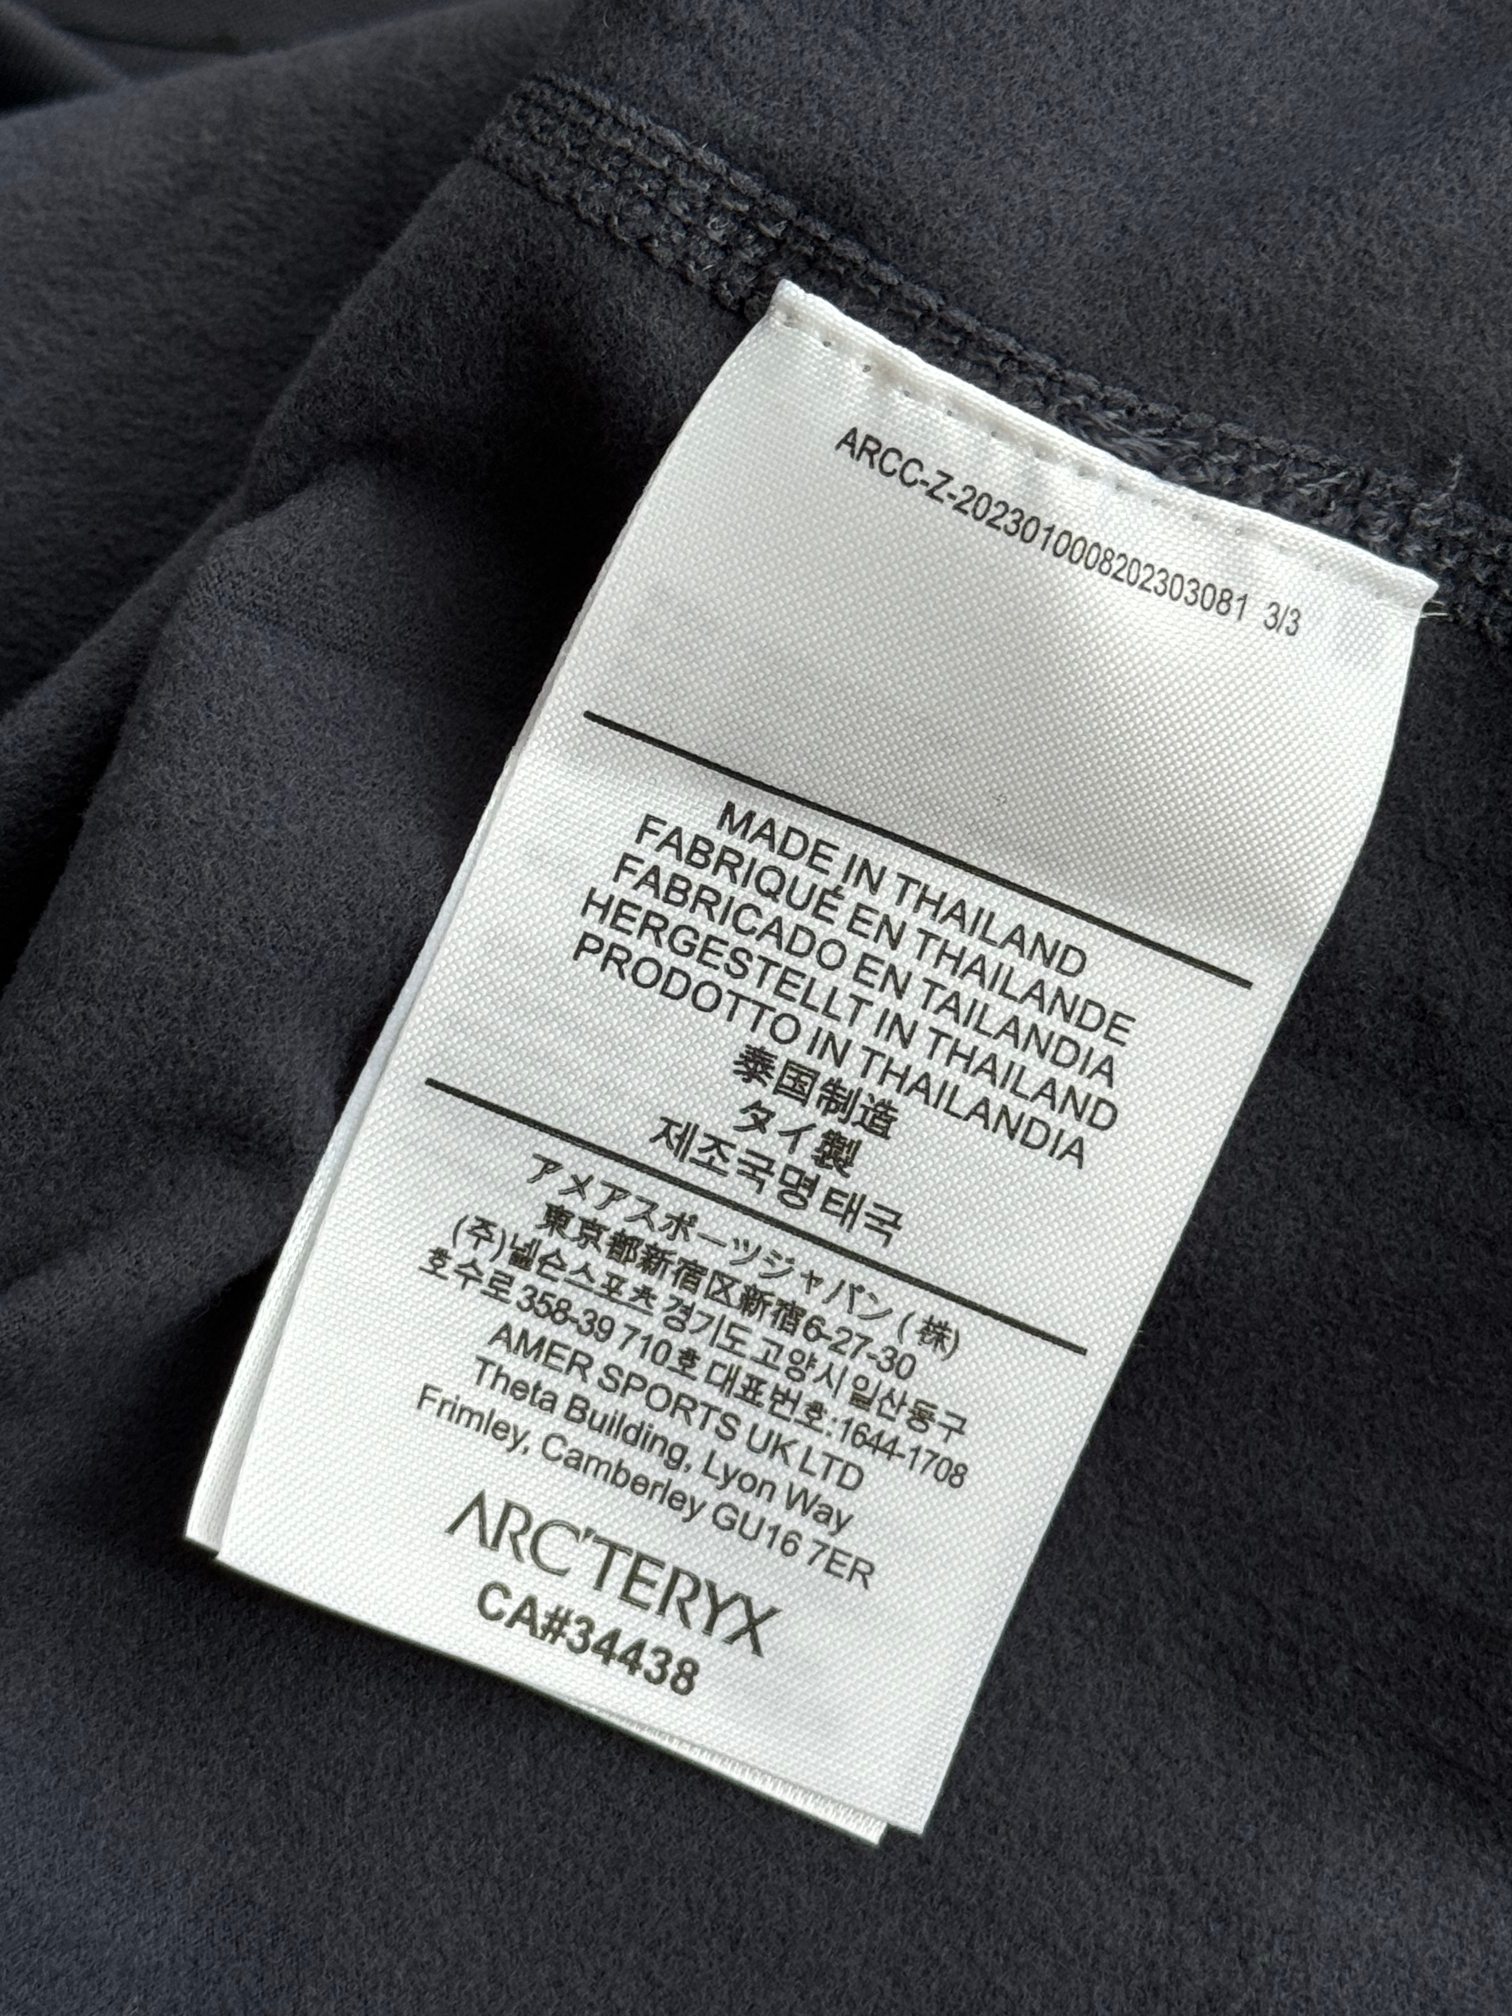 ARCC-Z-202301000820230308​1 3/3
MADE IN THAILAND
FABRIQUÉ EN THAILANDE
FABRICADO EN TAILANDIA
HERGESTELLT IN THAILAND
PRODOTTO IN THAILANDIA
泰国制造
タイ製
제조국명 태국
アメアスポーツジャパン ( 株)
東京都新宿区新宿6-27-30
(주)넬슨스포츠 경기도 고양시 일산동구
호수로 358-39 710호 대표번호:1644-1708
AMER SPORTS UK LTD
Theta Building, Lyon Way
Frimley, Camberley GU16 7ER
ARC'TERYX
CA#34438